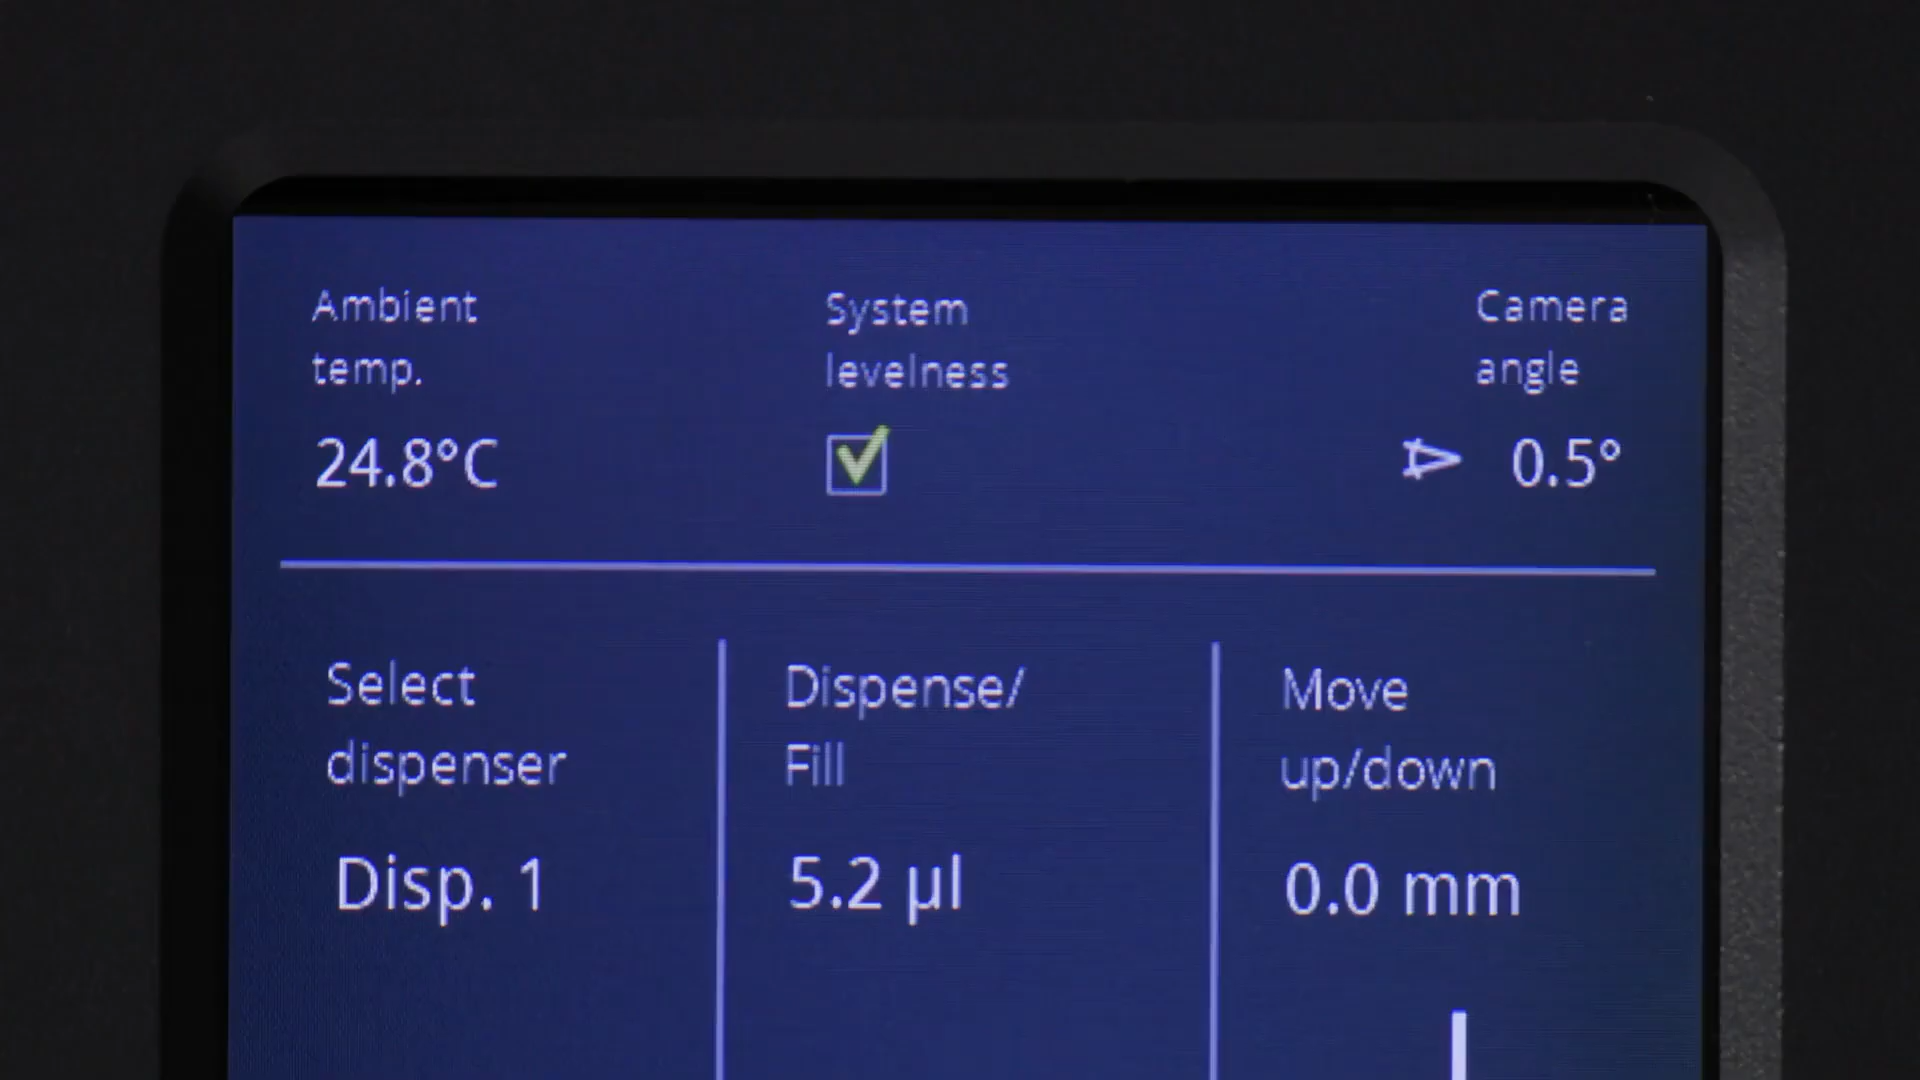 Ambient
temp.
24.8°C
System
levelness
Camera
angle
0.5°
Select
dispenser
Disp. 1
Dispense/
Fill
5.2 µl
Move
up/down
0.0 mm